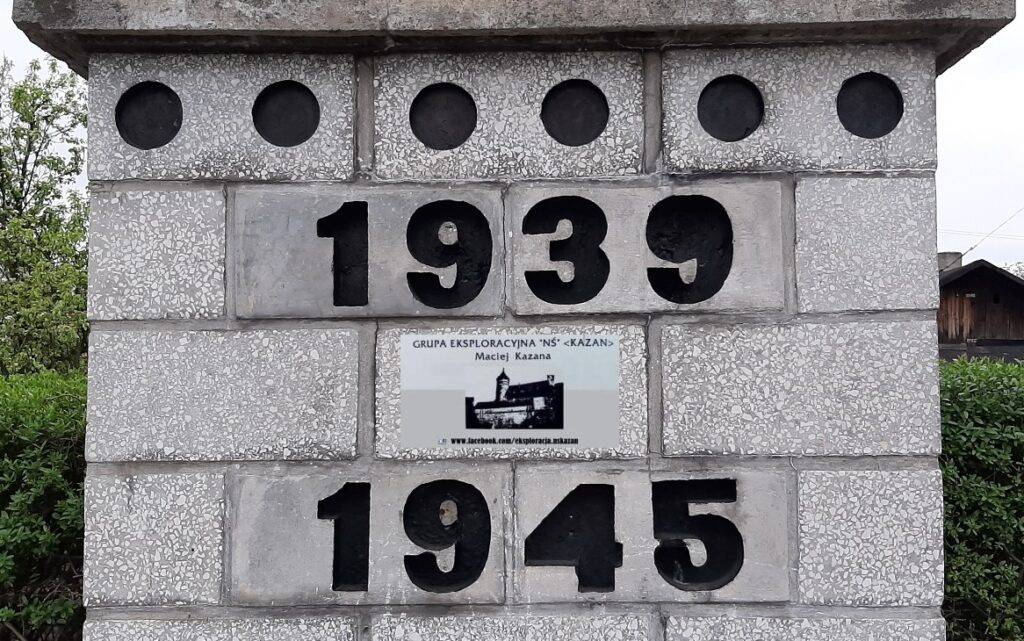 1939
GRUPA EKSPLORACYJNA "NŚ" <KAZAN>
Maciej Kazana
www.facebook.com/eksploracja.nskazan
1945